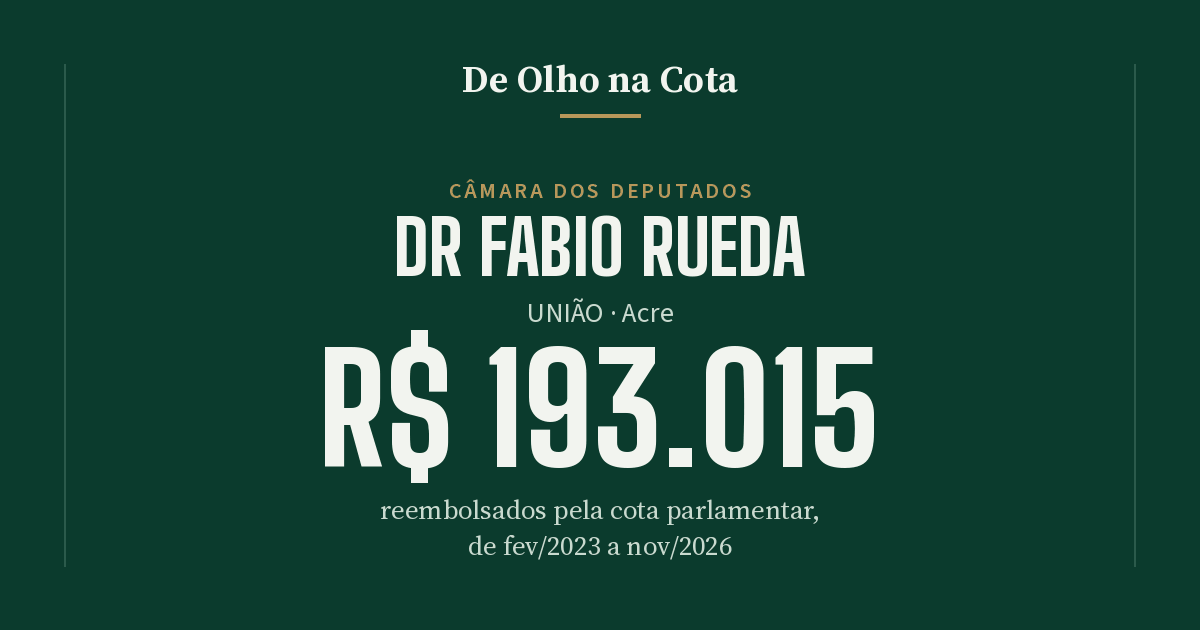 De Olho na Cota
CÂMARA DOS DEPUTADOS
DR FABIO RUEDA
UNIÃO · Acre
R$ 193.015
reembolsados pela cota parlamentar,
de fev/2023 a nov/2026